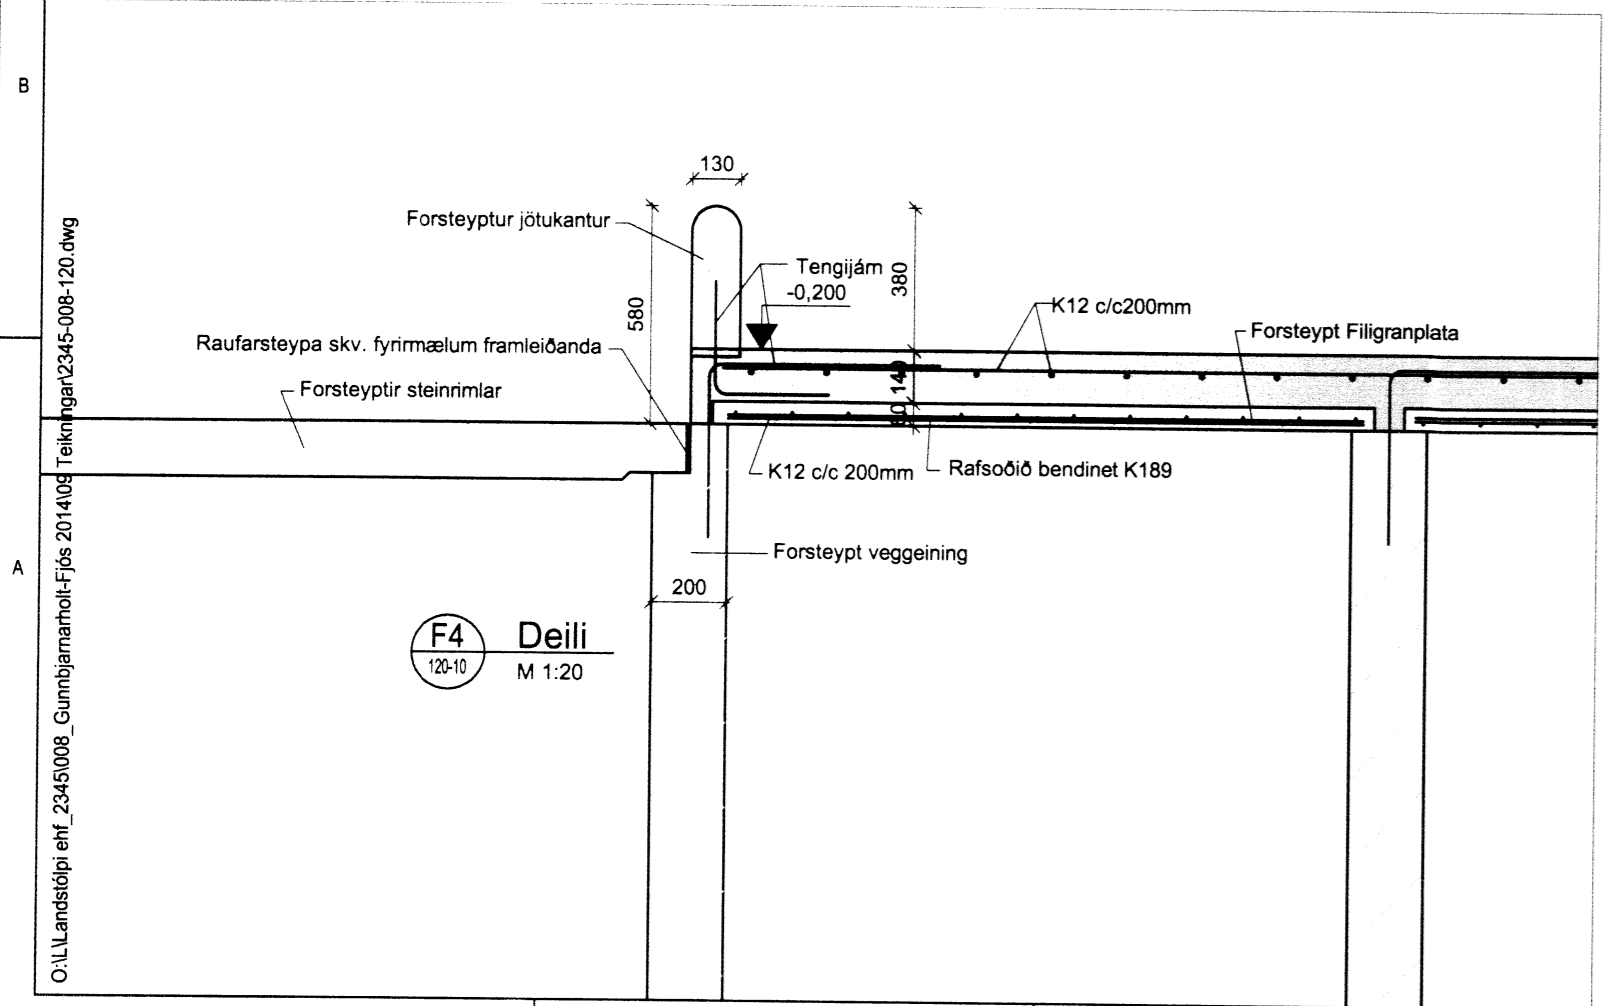 B
130
Forsteyptur jötukantur
580
380
Tengijárn
-0,200
K12 c/c200mm
Forsteypt Filigranplata
Raufarsteypa skv. fyrirmælum framleiðanda
Forsteyptir steinrimlar
140
60
K12 c/c 200mm
Rafsoðið bendinet K189
Forsteypt veggeining
A
200
F4
120-10
Deili
M 1:20
O:\L\Landstólpi ehf_2345\008_Gunnbjarnarholt-Fjós 2014\09 Teikningar\2345-008-120.dwg